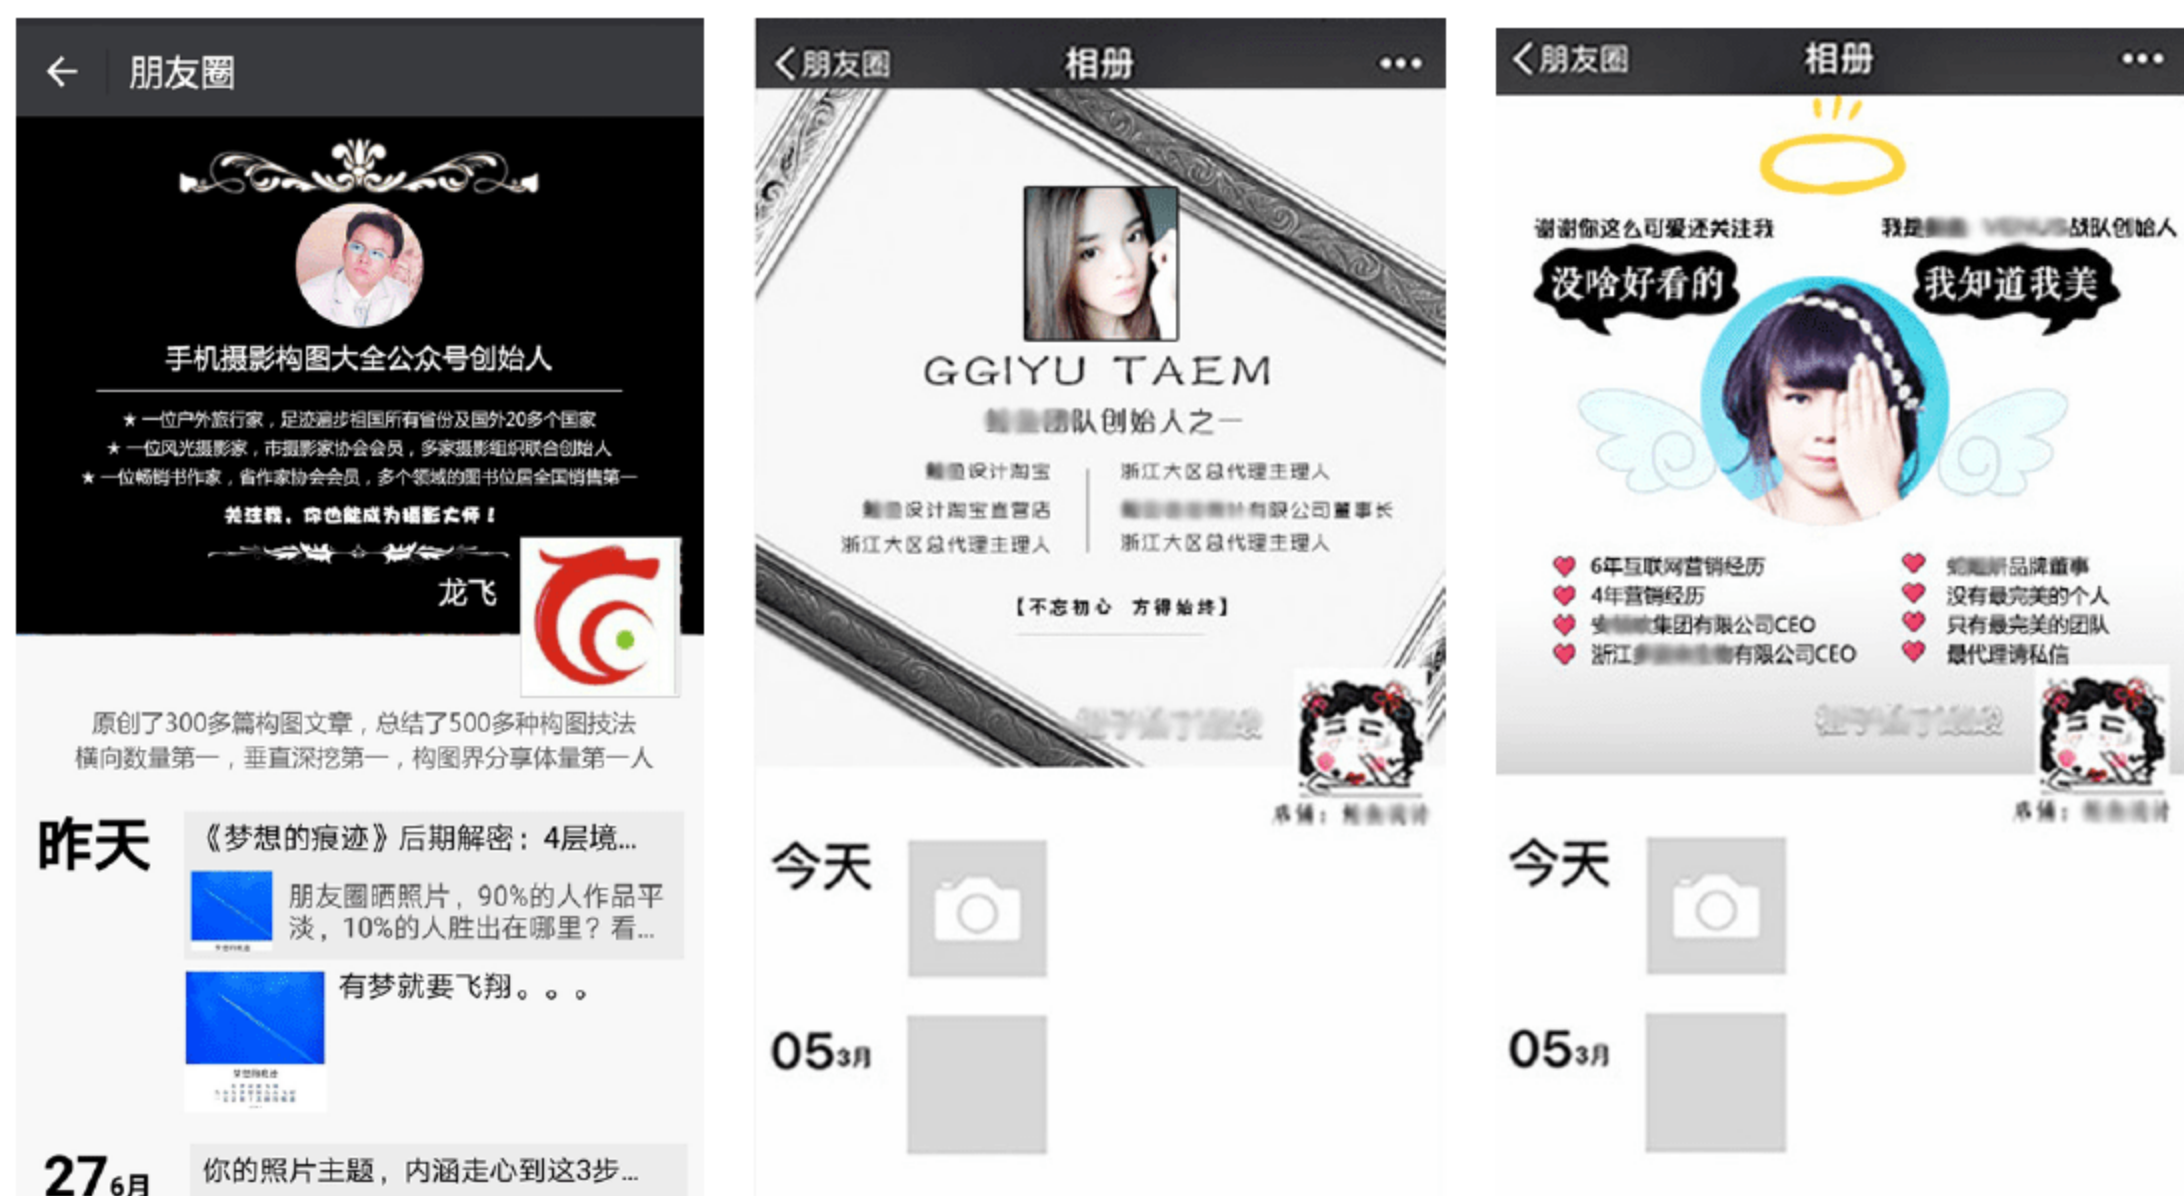 朋友圈
手机摄影构图大全公众号创始人
★ 一位户外旅行家，足迹遍步祖国所有省份及国外20多个国家
★ 一位风光摄影家，市摄影家协会会员，多家摄影组织联合创始人
★ 一位畅销书作家，省作家协会会员，多个领域的图书位居全国销售第一
关注我，你也能成为摄影大师！
龙飞
原创了300多篇构图文章，总结了500多种构图技法
横向数量第一，垂直深挖第一，构图界分享体量第一人
昨天
《梦想的痕迹》后期解密：4层境...
朋友圈晒照片，90%的人作品平
淡，10%的人胜出在哪里？看...
有梦就要飞翔。。。
梦想的痕迹
27 6月
你的照片主题，内涵走心到这3步...
朋友圈
相册
GGIYU TAEM
队创始人之一
设计淘宝
设计淘宝直营店
浙江大区总代理主理人
浙江大区总代理主理人
有限公司董事长
浙江大区总代理主理人
【不忘初心 方得始终】
店铺：
今天
05 3月
朋友圈
相册
谢谢你这么可爱还关注我
我是 战队创始人
没啥好看的
我知道我美
6年互联网营销经历
4年营销经历
集团有限公司CEO
浙江 有限公司CEO
品牌董事
没有最完美的个人
只有最完美的团队
最代理请私信
店铺：
今天
05 3月